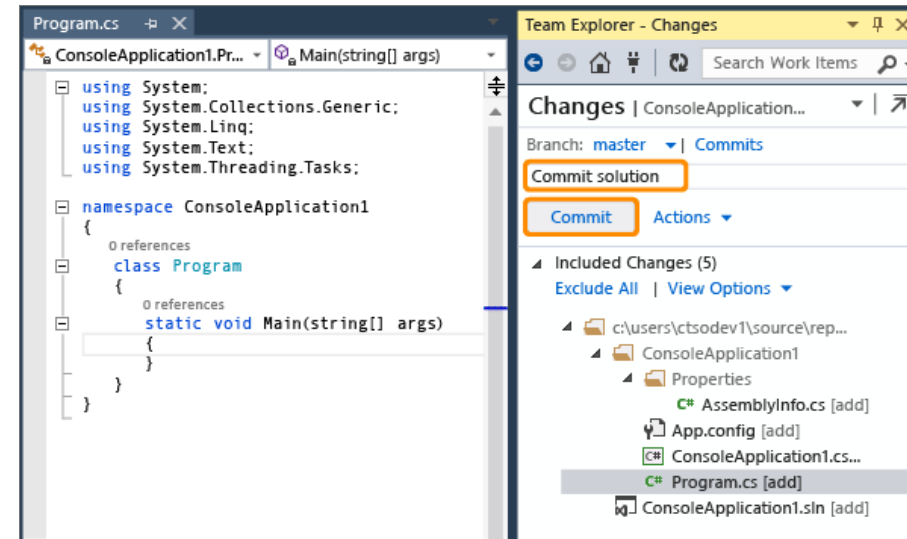 Program.cs
ConsoleApplication1.Pr... Main(string[] args)
using System;
using System.Collections.Generic;
using System.Linq;
using System.Text;
using System.Threading.Tasks;
namespace ConsoleApplication1
{
0 references
class Program
{
0 references
static void Main(string[] args)
{
}
}
}
Team Explorer - Changes
Search Work Items
Changes | ConsoleApplication...
Branch: master | Commits
Commit solution
Commit Actions
Included Changes (5)
Exclude All | View Options
c:\users\ctsodev1\source\rep...
ConsoleApplication1
Properties
C# AssemblyInfo.cs [add]
App.config [add]
C# ConsoleApplication1.cs...
C# Program.cs [add]
ConsoleApplication1.sln [add]